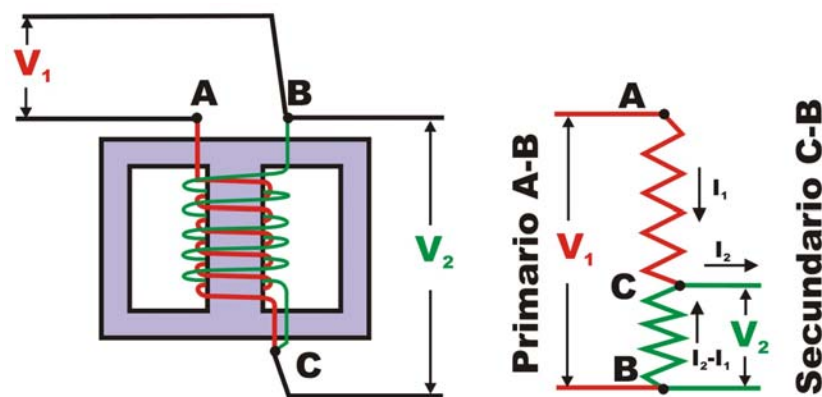 V1
A
B
V2
C
Primario A-B
V1
A
I1
I2
C
I2-I1
B
V2
Secundario C-B